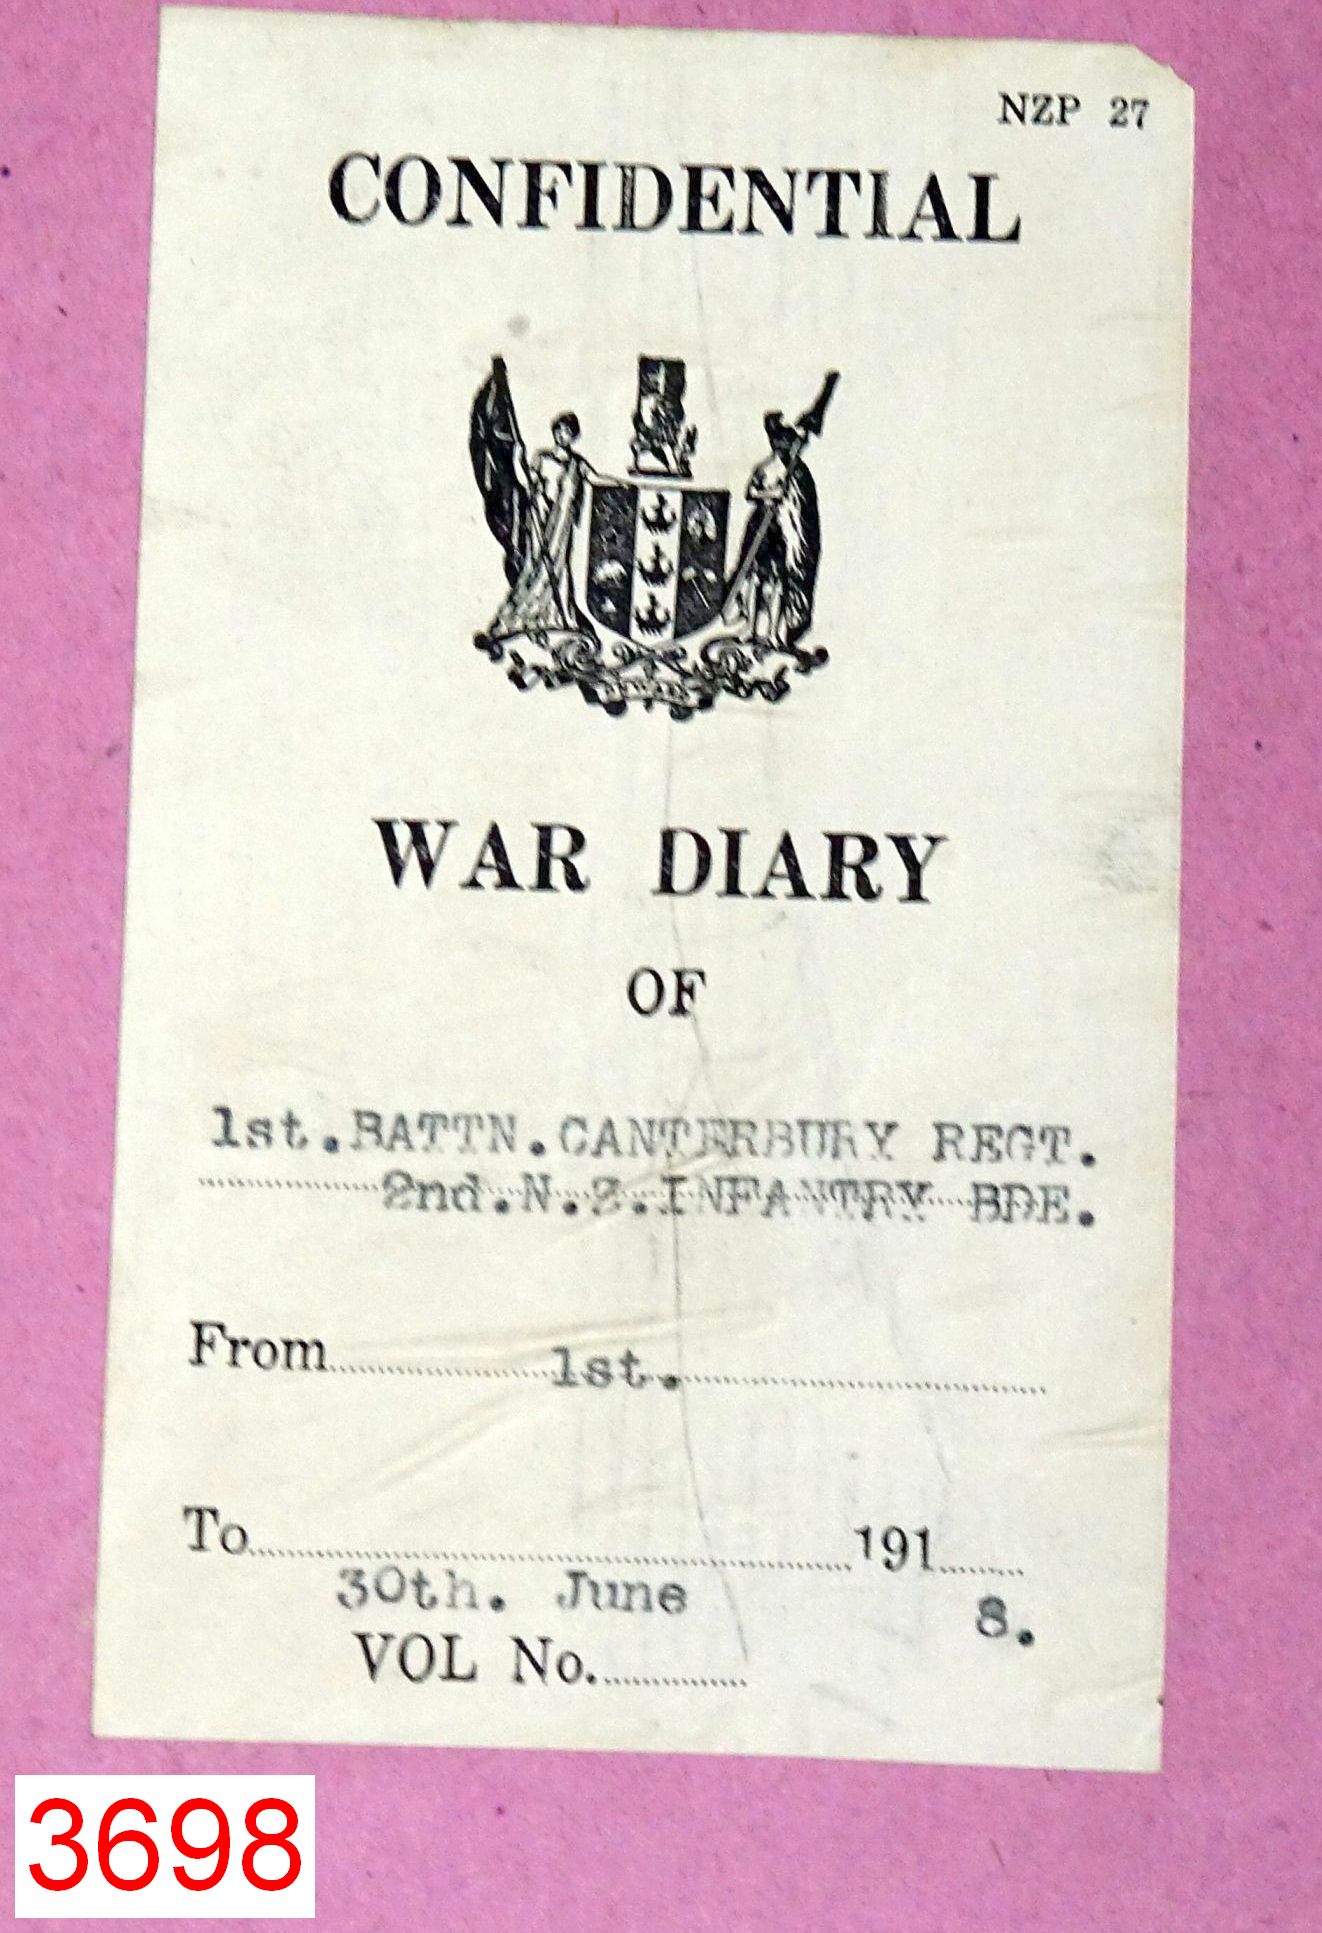 NZP 27
CONFIDENTIAL
WAR DIARY
OF
1st.BATTN.CANTERBURY REGT.
2nd.N.Z.INFANTRY BDE.
From 1st.
To 191
30th. June 8.
VOL No.
3698